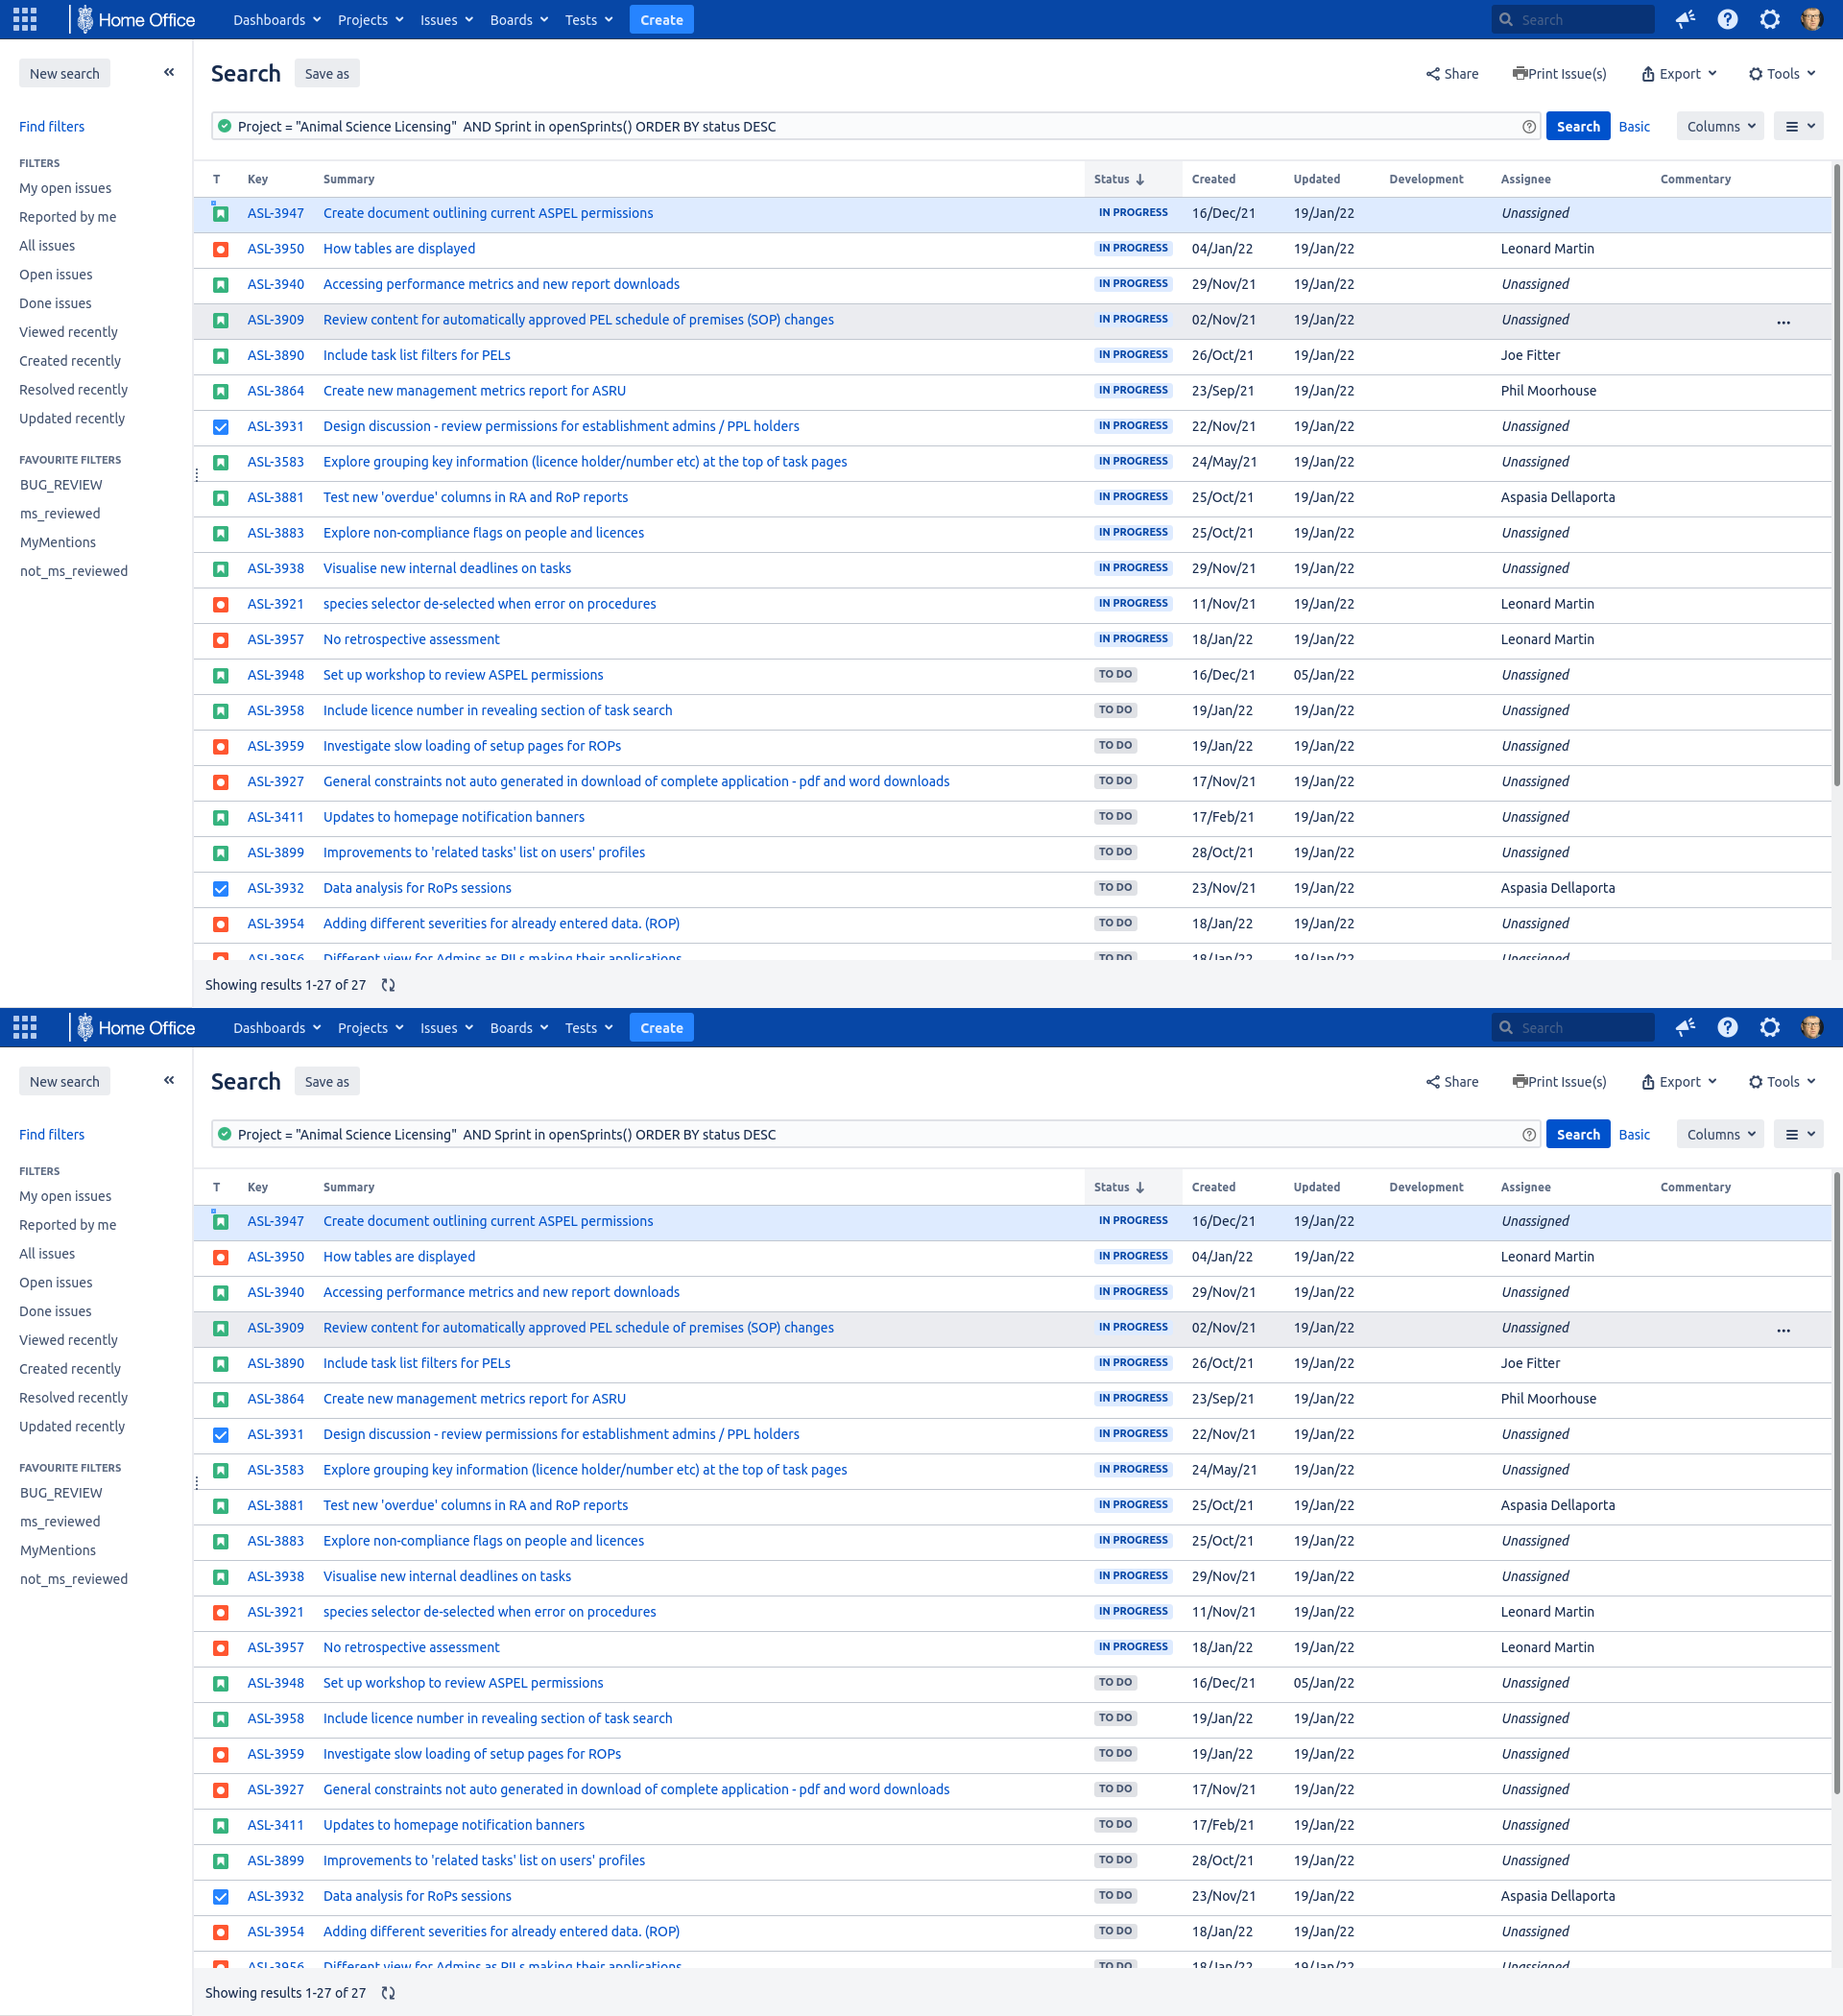 Home Office Dashboards Projects Issues Boards Tests Create Search
New search Search Save as Share Print Issue(s) Export Tools
Find filters Project = "Animal Science Licensing"  AND Sprint in openSprints() ORDER BY status DESC Search Basic Columns
FILTERS
My open issues
Reported by me
All issues
Open issues
Done issues
Viewed recently
Created recently
Resolved recently
Updated recently
FAVOURITE FILTERS
BUG_REVIEW
ms_reviewed
MyMentions
not_ms_reviewed
T Key Summary Status Created Updated Development Assignee Commentary
ASL-3947 Create document outlining current ASPEL permissions IN PROGRESS 16/Dec/21 19/Jan/22 Unassigned
ASL-3950 How tables are displayed IN PROGRESS 04/Jan/22 19/Jan/22 Leonard Martin
ASL-3940 Accessing performance metrics and new report downloads IN PROGRESS 29/Nov/21 19/Jan/22 Unassigned
ASL-3909 Review content for automatically approved PEL schedule of premises (SOP) changes IN PROGRESS 02/Nov/21 19/Jan/22 Unassigned
ASL-3890 Include task list filters for PELs IN PROGRESS 26/Oct/21 19/Jan/22 Joe Fitter
ASL-3864 Create new management metrics report for ASRU IN PROGRESS 23/Sep/21 19/Jan/22 Phil Moorhouse
ASL-3931 Design discussion - review permissions for establishment admins / PPL holders IN PROGRESS 22/Nov/21 19/Jan/22 Unassigned
ASL-3583 Explore grouping key information (licence holder/number etc) at the top of task pages IN PROGRESS 24/May/21 19/Jan/22 Unassigned
ASL-3881 Test new 'overdue' columns in RA and RoP reports IN PROGRESS 25/Oct/21 19/Jan/22 Aspasia Dellaporta
ASL-3883 Explore non-compliance flags on people and licences IN PROGRESS 25/Oct/21 19/Jan/22 Unassigned
ASL-3938 Visualise new internal deadlines on tasks IN PROGRESS 29/Nov/21 19/Jan/22 Unassigned
ASL-3921 species selector de-selected when error on procedures IN PROGRESS 11/Nov/21 19/Jan/22 Leonard Martin
ASL-3957 No retrospective assessment IN PROGRESS 18/Jan/22 19/Jan/22 Leonard Martin
ASL-3948 Set up workshop to review ASPEL permissions TO DO 16/Dec/21 05/Jan/22 Unassigned
ASL-3958 Include licence number in revealing section of task search TO DO 19/Jan/22 19/Jan/22 Unassigned
ASL-3959 Investigate slow loading of setup pages for ROPs TO DO 19/Jan/22 19/Jan/22 Unassigned
ASL-3927 General constraints not auto generated in download of complete application - pdf and word downloads TO DO 17/Nov/21 19/Jan/22 Unassigned
ASL-3411 Updates to homepage notification banners TO DO 17/Feb/21 19/Jan/22 Unassigned
ASL-3899 Improvements to 'related tasks' list on users' profiles TO DO 28/Oct/21 19/Jan/22 Unassigned
ASL-3932 Data analysis for RoPs sessions TO DO 23/Nov/21 19/Jan/22 Aspasia Dellaporta
ASL-3954 Adding different severities for already entered data. (ROP) TO DO 18/Jan/22 19/Jan/22 Unassigned
ASL-3956 Different view for Admins as PILs making their applications TO DO 18/Jan/22 19/Jan/22 Unassigned
Showing results 1-27 of 27
Home Office Dashboards Projects Issues Boards Tests Create Search
New search Search Save as Share Print Issue(s) Export Tools
Find filters Project = "Animal Science Licensing"  AND Sprint in openSprints() ORDER BY status DESC Search Basic Columns
FILTERS
My open issues
Reported by me
All issues
Open issues
Done issues
Viewed recently
Created recently
Resolved recently
Updated recently
FAVOURITE FILTERS
BUG_REVIEW
ms_reviewed
MyMentions
not_ms_reviewed
T Key Summary Status Created Updated Development Assignee Commentary
ASL-3947 Create document outlining current ASPEL permissions IN PROGRESS 16/Dec/21 19/Jan/22 Unassigned
ASL-3950 How tables are displayed IN PROGRESS 04/Jan/22 19/Jan/22 Leonard Martin
ASL-3940 Accessing performance metrics and new report downloads IN PROGRESS 29/Nov/21 19/Jan/22 Unassigned
ASL-3909 Review content for automatically approved PEL schedule of premises (SOP) changes IN PROGRESS 02/Nov/21 19/Jan/22 Unassigned
ASL-3890 Include task list filters for PELs IN PROGRESS 26/Oct/21 19/Jan/22 Joe Fitter
ASL-3864 Create new management metrics report for ASRU IN PROGRESS 23/Sep/21 19/Jan/22 Phil Moorhouse
ASL-3931 Design discussion - review permissions for establishment admins / PPL holders IN PROGRESS 22/Nov/21 19/Jan/22 Unassigned
ASL-3583 Explore grouping key information (licence holder/number etc) at the top of task pages IN PROGRESS 24/May/21 19/Jan/22 Unassigned
ASL-3881 Test new 'overdue' columns in RA and RoP reports IN PROGRESS 25/Oct/21 19/Jan/22 Aspasia Dellaporta
ASL-3883 Explore non-compliance flags on people and licences IN PROGRESS 25/Oct/21 19/Jan/22 Unassigned
ASL-3938 Visualise new internal deadlines on tasks IN PROGRESS 29/Nov/21 19/Jan/22 Unassigned
ASL-3921 species selector de-selected when error on procedures IN PROGRESS 11/Nov/21 19/Jan/22 Leonard Martin
ASL-3957 No retrospective assessment IN PROGRESS 18/Jan/22 19/Jan/22 Leonard Martin
ASL-3948 Set up workshop to review ASPEL permissions TO DO 16/Dec/21 05/Jan/22 Unassigned
ASL-3958 Include licence number in revealing section of task search TO DO 19/Jan/22 19/Jan/22 Unassigned
ASL-3959 Investigate slow loading of setup pages for ROPs TO DO 19/Jan/22 19/Jan/22 Unassigned
ASL-3927 General constraints not auto generated in download of complete application - pdf and word downloads TO DO 17/Nov/21 19/Jan/22 Unassigned
ASL-3411 Updates to homepage notification banners TO DO 17/Feb/21 19/Jan/22 Unassigned
ASL-3899 Improvements to 'related tasks' list on users' profiles TO DO 28/Oct/21 19/Jan/22 Unassigned
ASL-3932 Data analysis for RoPs sessions TO DO 23/Nov/21 19/Jan/22 Aspasia Dellaporta
ASL-3954 Adding different severities for already entered data. (ROP) TO DO 18/Jan/22 19/Jan/22 Unassigned
ASL-3956 Different view for Admins as PILs making their applications TO DO 18/Jan/22 19/Jan/22 Unassigned
Showing results 1-27 of 27